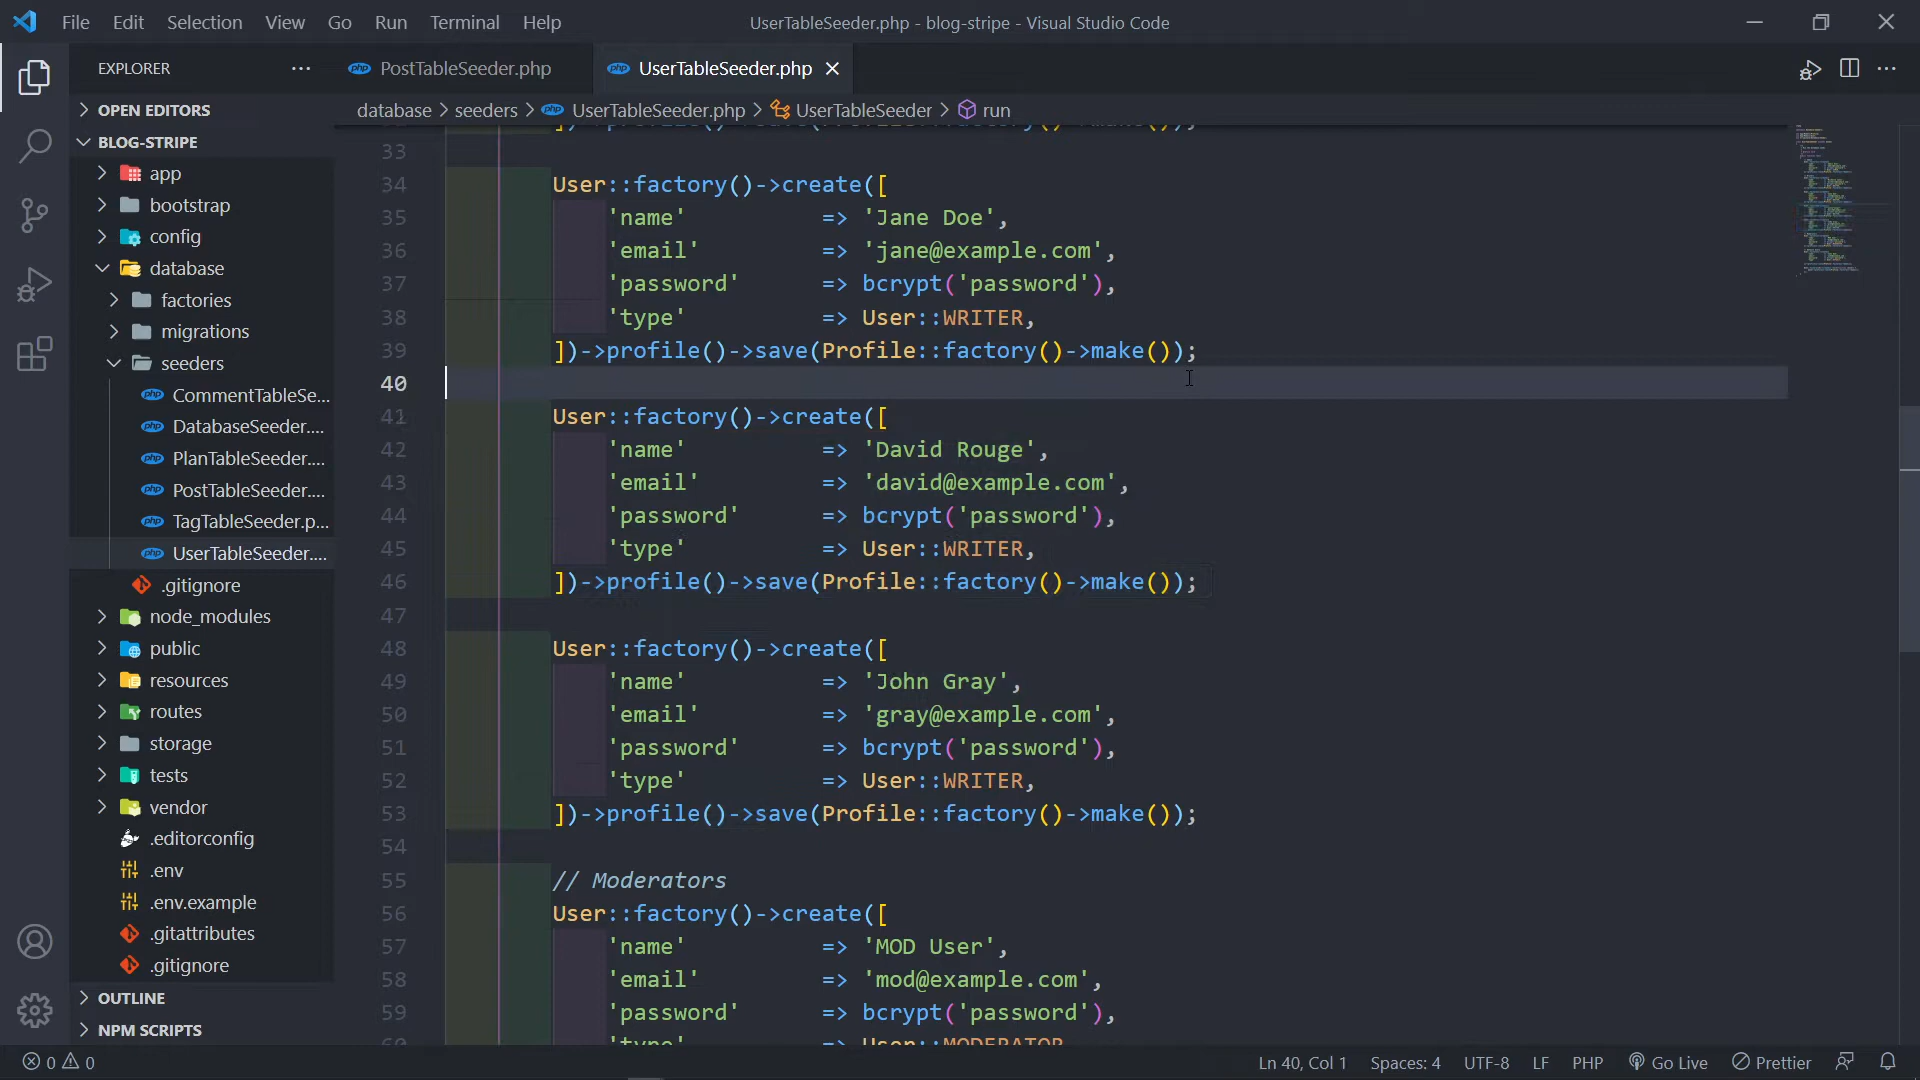 File Edit Selection View Go Run Terminal Help
UserTableSeeder.php - blog-stripe - Visual Studio Code
EXPLORER
OPEN EDITORS
BLOG-STRIPE
app
bootstrap
config
database
factories
migrations
seeders
CommentTableSe...
DatabaseSeeder....
PlanTableSeeder....
PostTableSeeder....
TagTableSeeder.p...
UserTableSeeder....
.gitignore
node_modules
public
resources
routes
storage
tests
vendor
.editorconfig
.env
.env.example
.gitattributes
.gitignore
OUTLINE
NPM SCRIPTS
php PostTableSeeder.php
php UserTableSeeder.php
database > seeders > php UserTableSeeder.php > UserTableSeeder > run
33
34 User::factory()->create([
35 'name' => 'Jane Doe',
36 'email' => 'jane@example.com',
37 'password' => bcrypt('password'),
38 'type' => User::WRITER,
39 ])->profile()->save(Profile::factory()->make());
40
41 User::factory()->create([
42 'name' => 'David Rouge',
43 'email' => 'david@example.com',
44 'password' => bcrypt('password'),
45 'type' => User::WRITER,
46 ])->profile()->save(Profile::factory()->make());
47
48 User::factory()->create([
49 'name' => 'John Gray',
50 'email' => 'gray@example.com',
51 'password' => bcrypt('password'),
52 'type' => User::WRITER,
53 ])->profile()->save(Profile::factory()->make());
54
55 // Moderators
56 User::factory()->create([
57 'name' => 'MOD User',
58 'email' => 'mod@example.com',
59 'password' => bcrypt('password'),
60 'type' => User::MODERATOR
0 0
Ln 40, Col 1 Spaces: 4 UTF-8 LF PHP Go Live Prettier